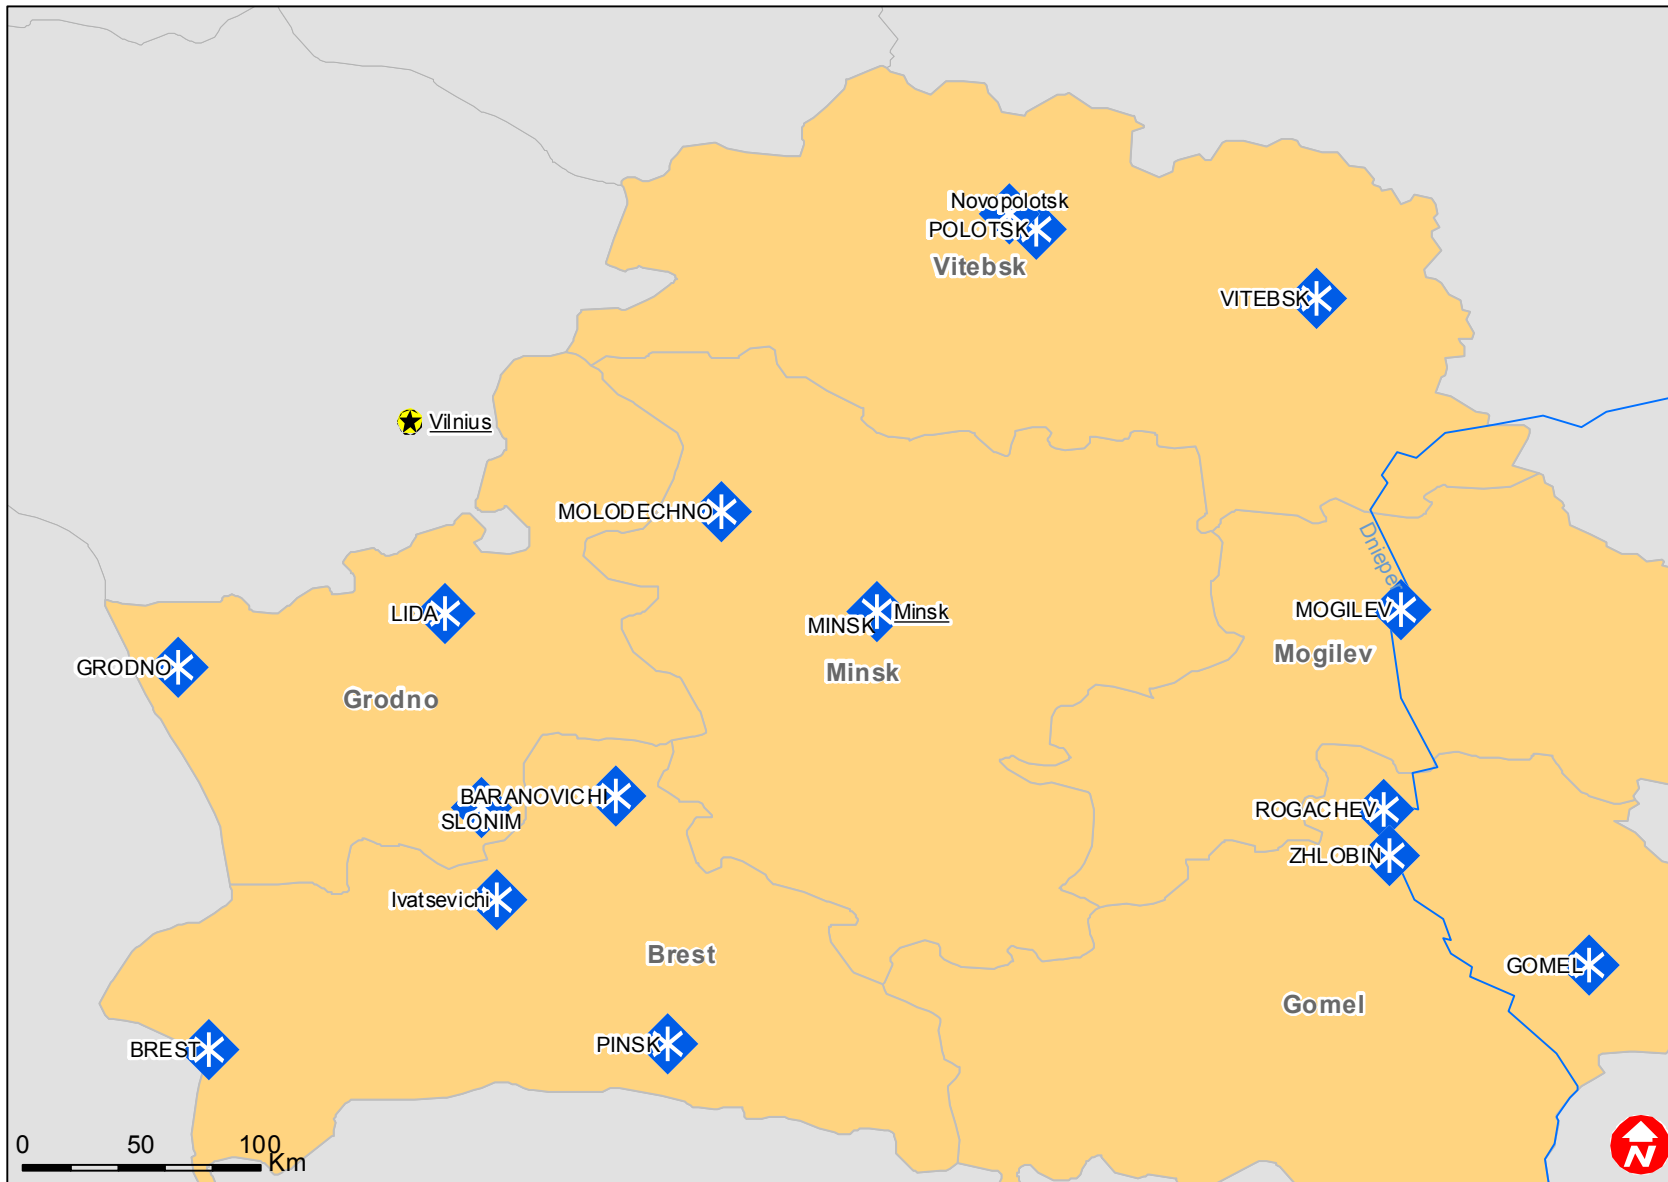 Novopolotsk
POLOTSK
Vitebsk
VITEBSK
Vilnius
MOLODECHNO
Dnieper
LIDA
MINSK
Minsk
MOGILEV
GRODNO
Minsk
Mogilev
Grodno
BARANOVICHI
SLONIM
ROGACHEV
ZHLOBIN
Ivatsevichi
Brest
GOMEL
Gomel
BREST
PINSK
0 50 100
Km
N